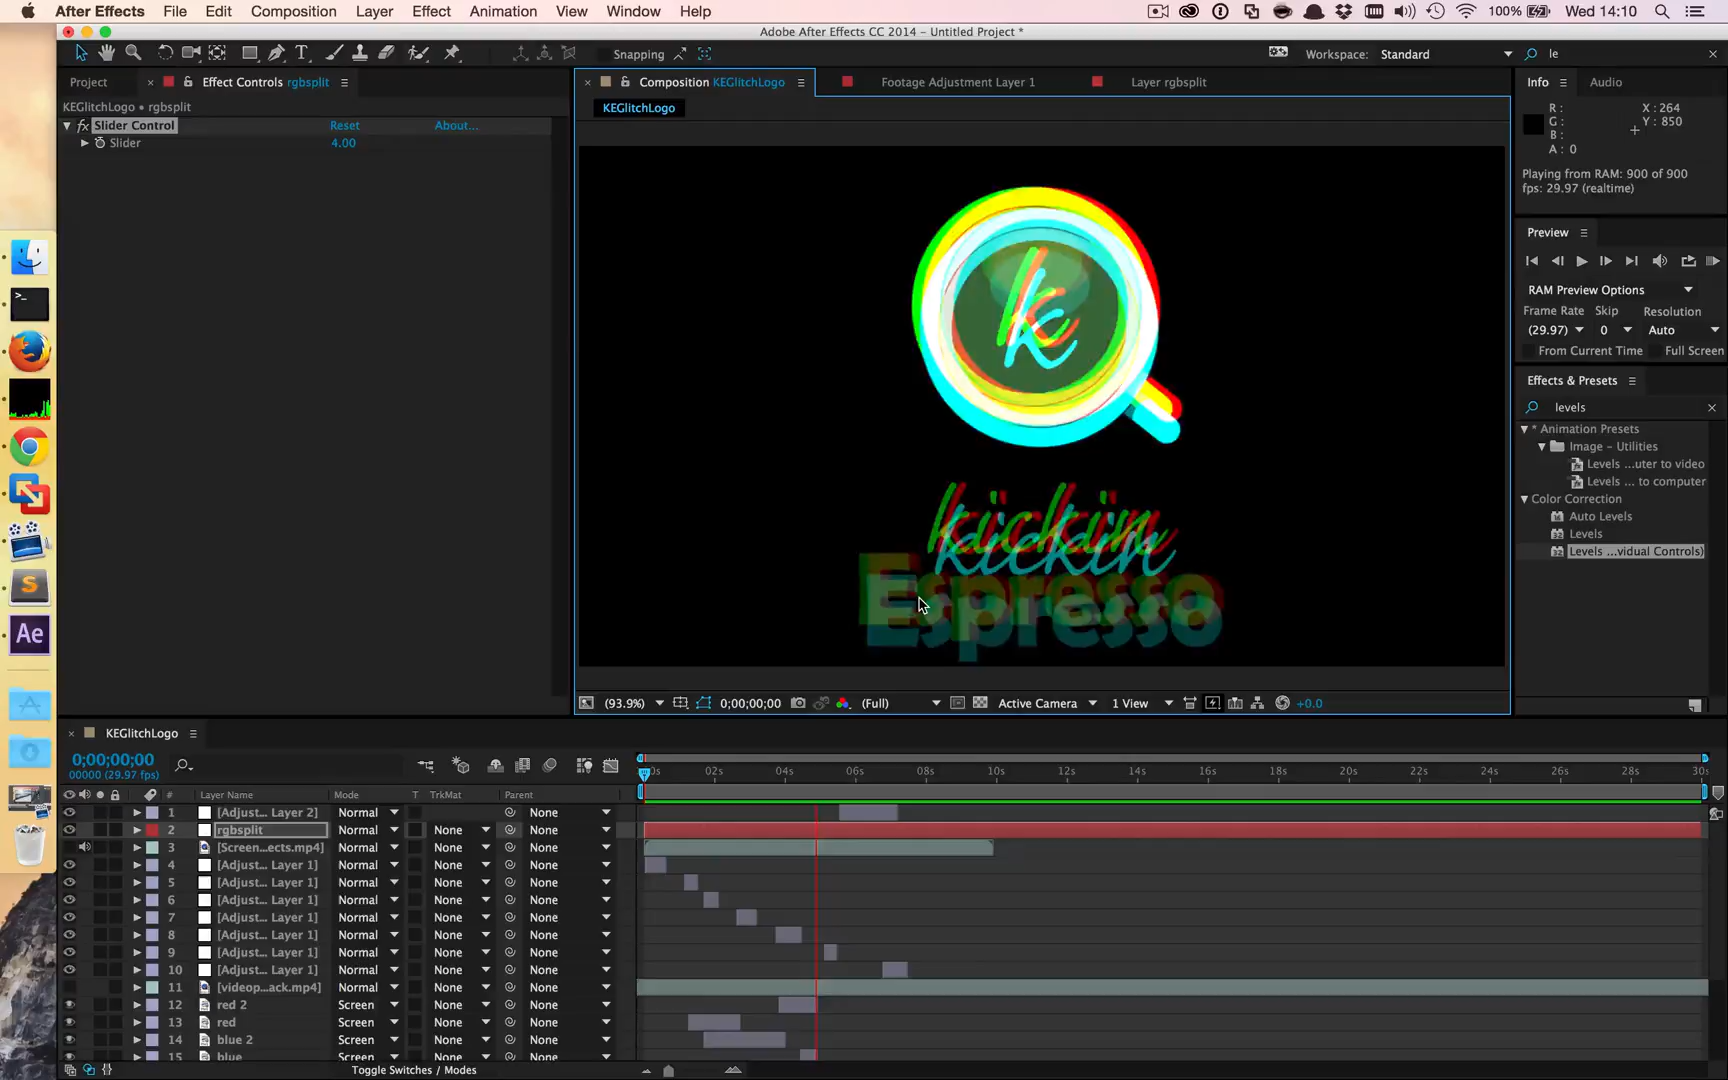 After Effects File Edit Composition Layer Effect Animation View Window Help 100% Wed 14:10
Adobe After Effects CC 2014 – Untitled Project *
Snapping Workspace: Standard le
Project Effect Controls rgbsplit Composition KEGlitchLogo Footage Adjustment Layer 1 Layer rgbsplit Info Audio
KEGlitchLogo • rgbsplit KEGlitchLogo
fx Slider Control Reset About...
Slider 4.00
R: X : 264
G: Y : 850
B:
A : 0
Playing from RAM: 900 of 900
fps: 29.97 (realtime)
Preview
RAM Preview Options
Frame Rate Skip Resolution
(29.97) 0 Auto
From Current Time Full Screen
Effects & Presets
levels
* Animation Presets
Image – Utilities
Levels ...uter to video
Levels ... to computer
Color Correction
Auto Levels
Levels
Levels ...vidual Controls)
k
kickin
Espresso
>_
S
Ae
(93.9%) 0;00;00;00 (Full) Active Camera 1 View +0.0
KEGlitchLogo
0;00;00;00
00000 (29.97 fps)
0s 02s 04s 06s 08s 10s 12s 14s 16s 18s 20s 22s 24s 26s 28s 30s
# Layer Name Mode T TrkMat Parent
1 [Adjust... Layer 2] Normal None
2 rgbsplit Normal None None
3 [Screen...ects.mp4] Normal None None
4 [Adjust... Layer 1] Normal None None
5 [Adjust... Layer 1] Normal None None
6 [Adjust... Layer 1] Normal None None
7 [Adjust... Layer 1] Normal None None
8 [Adjust... Layer 1] Normal None None
9 [Adjust... Layer 1] Normal None None
10 [Adjust... Layer 1] Normal None None
11 [videop...ack.mp4] Normal None None
12 red 2 Screen None None
13 red Screen None None
14 blue 2 Screen None None
15 blue Screen None None
Toggle Switches / Modes